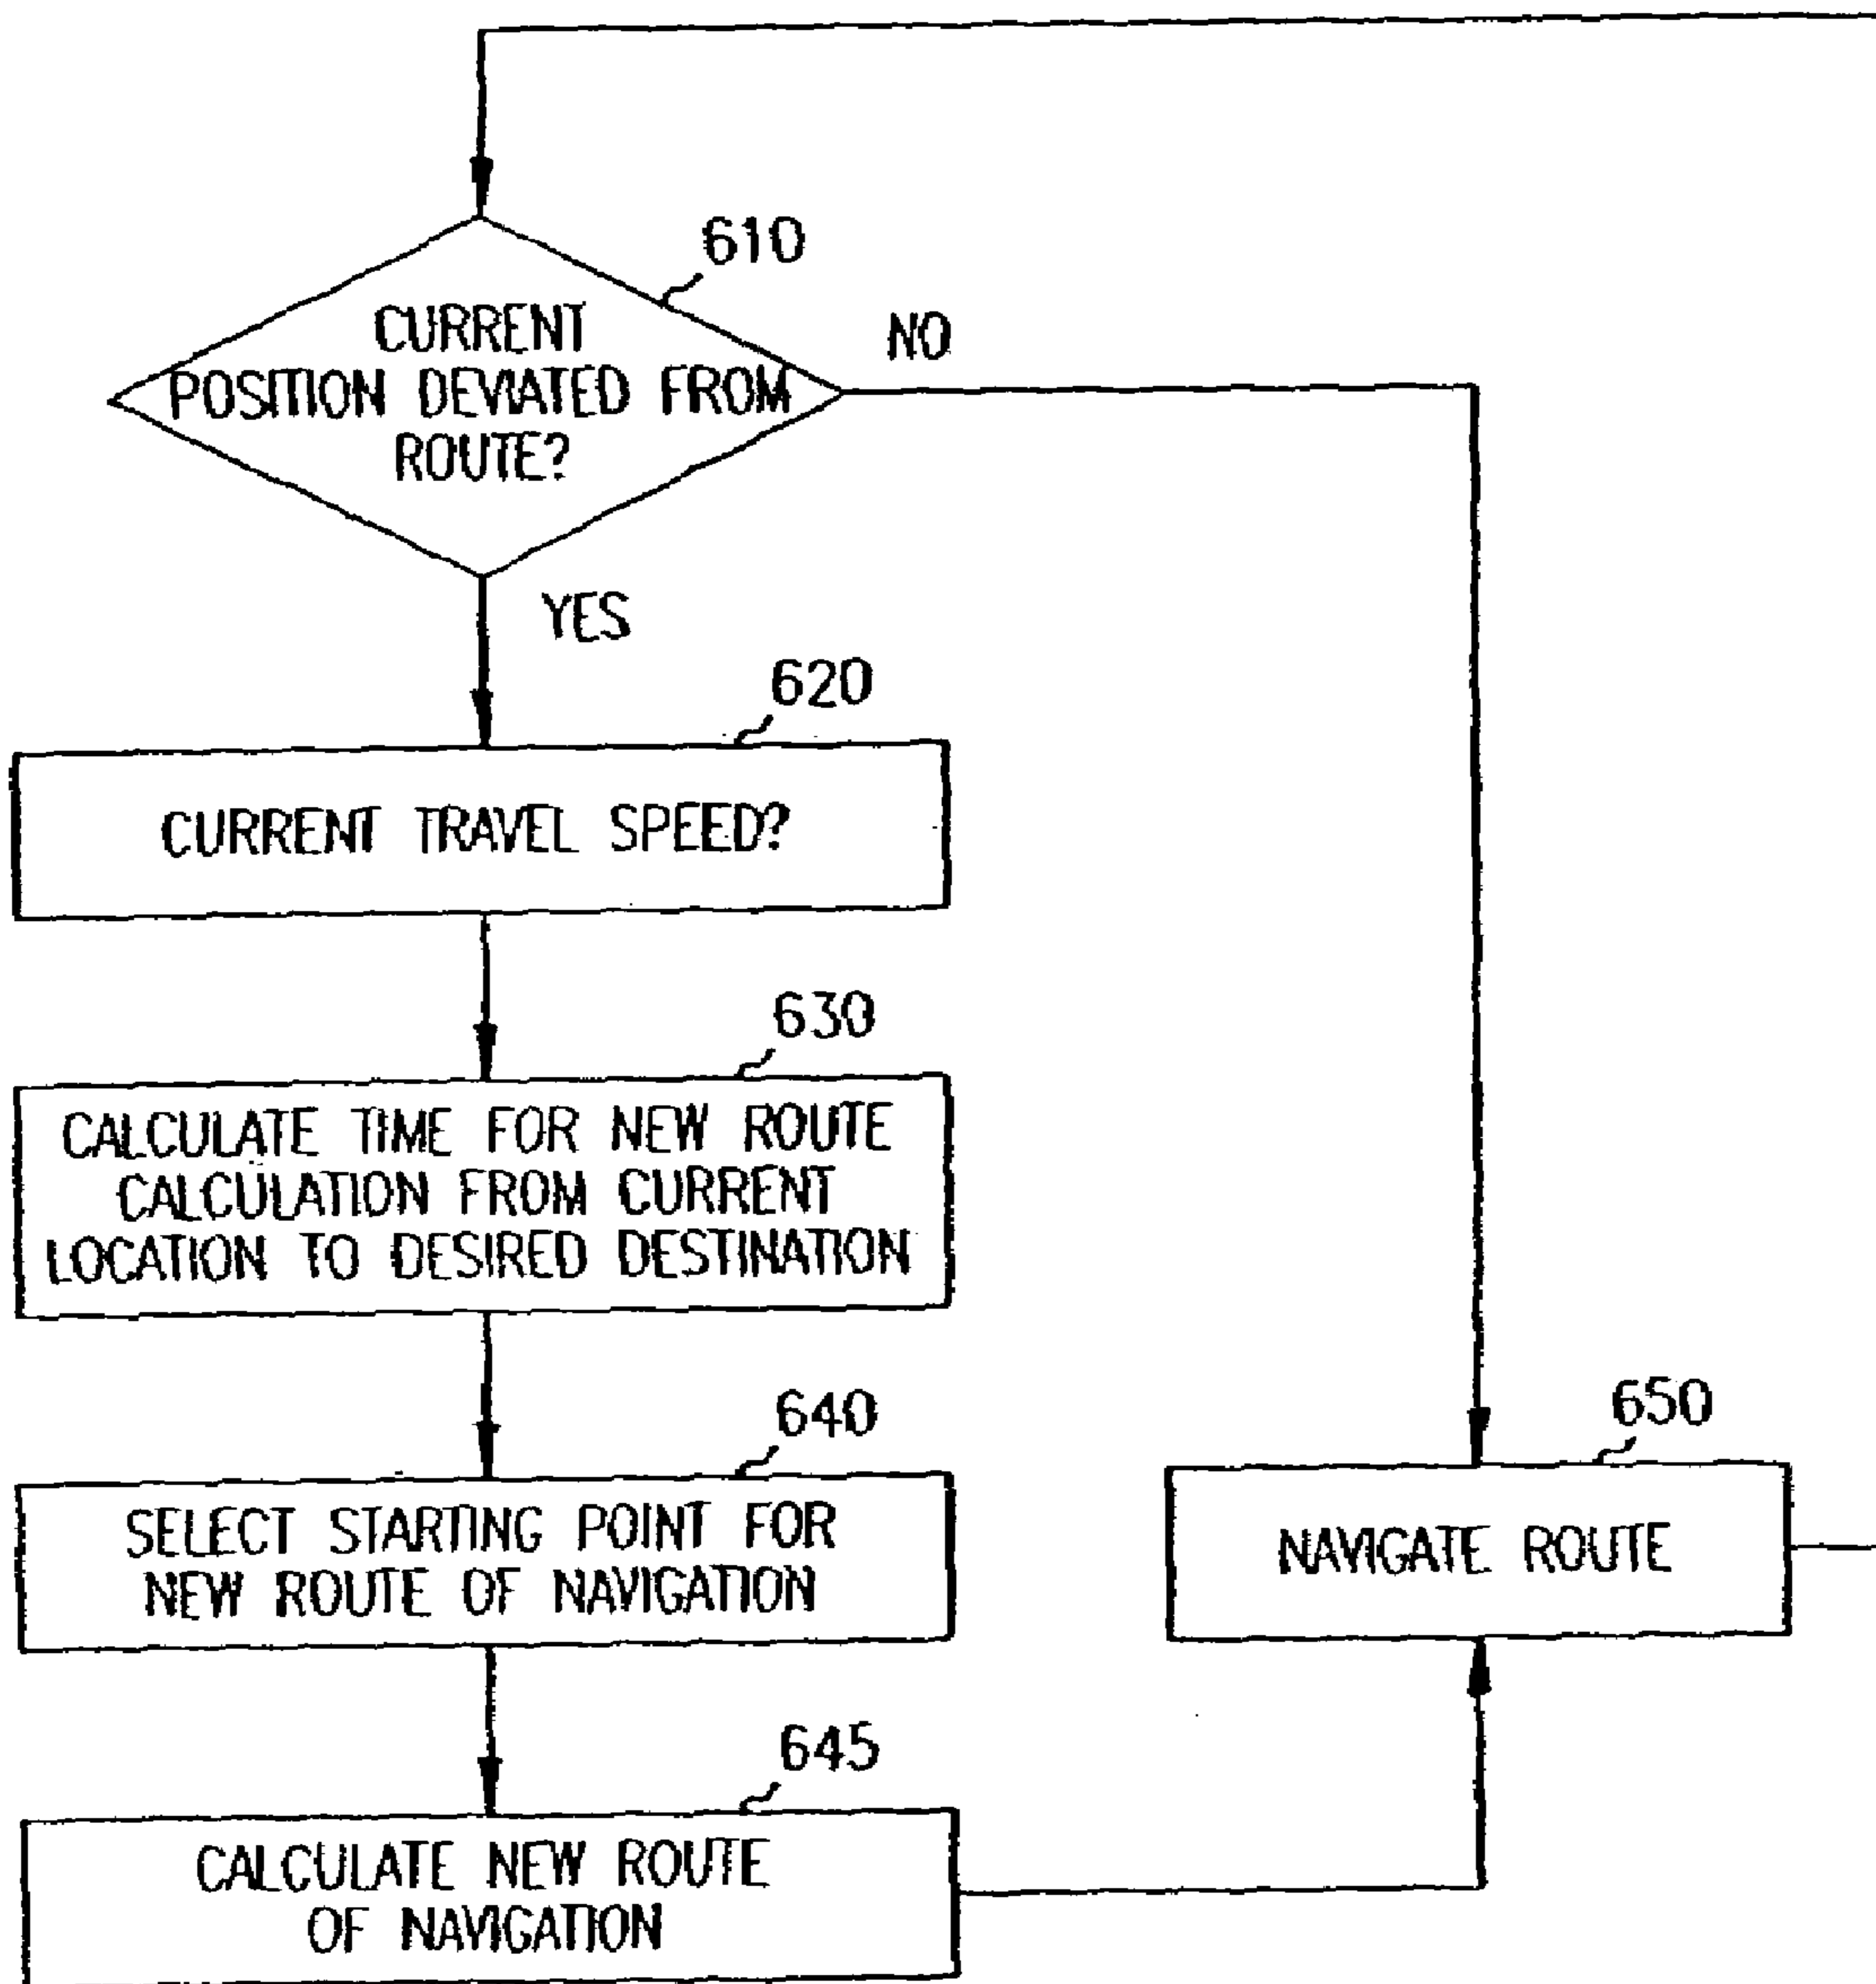 610
CURRENT
POSITION DEVIATED FROM
ROUTE?
NO
YES
620
CURRENT TRAVEL SPEED?
630
CALCULATE TIME FOR NEW ROUTE
CALCULATION FROM CURRENT
LOCATION TO DESIRED DESTINATION
640
SELECT STARTING POINT FOR
NEW ROUTE OF NAVIGATION
650
NAVIGATE ROUTE
645
CALCULATE NEW ROUTE
OF NAVIGATION